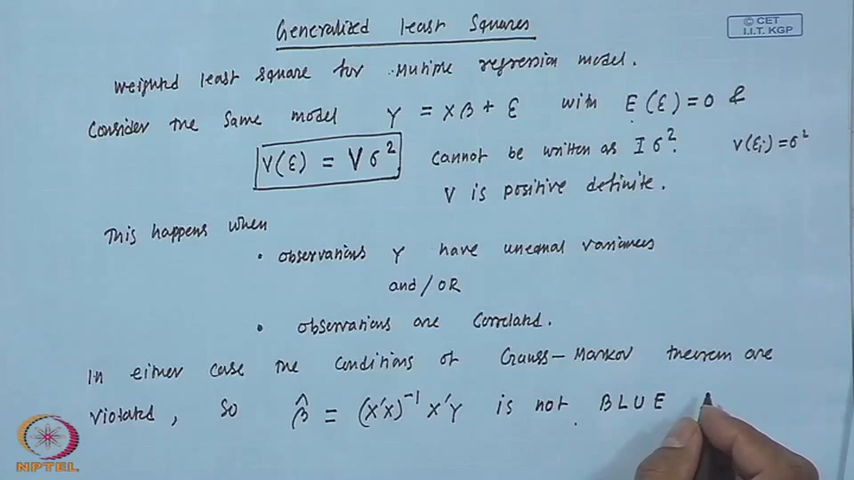 Generalized Least Squares
© CET
I.I.T. KGP
Weighted least square for Multiple regression model.
Consider the same model Y = Xβ + ε with E(ε) = 0 &
V(ε) = Vσ² cannot be written as Iσ². V(εᵢ) = σ²
V is positive definite.
This happens when
• observations Y have unequal variances
and/OR
• observations are Correlated.
In either case the conditions of Gauss-Markov theorem are
violated, so β̂ = (X'X)⁻¹ X'Y is not BLUE
NPTEL